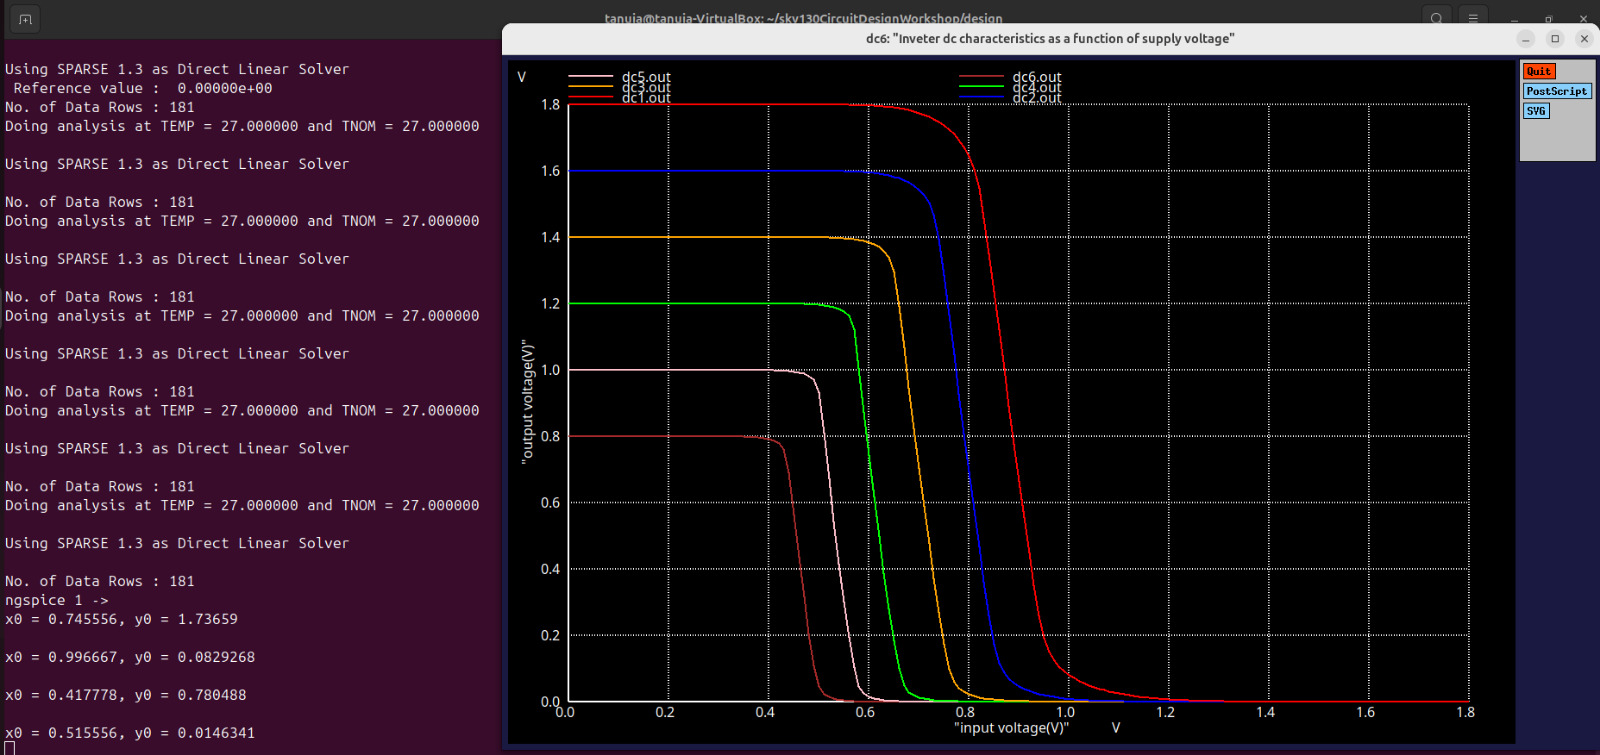 tanuja@tanuja-VirtualBox: ~/sky130CircuitDesignWorkshop/design
Using SPARSE 1.3 as Direct Linear Solver
Reference value :  0.00000e+00
No. of Data Rows : 181
Doing analysis at TEMP = 27.000000 and TNOM = 27.000000
Using SPARSE 1.3 as Direct Linear Solver
No. of Data Rows : 181
Doing analysis at TEMP = 27.000000 and TNOM = 27.000000
Using SPARSE 1.3 as Direct Linear Solver
No. of Data Rows : 181
Doing analysis at TEMP = 27.000000 and TNOM = 27.000000
Using SPARSE 1.3 as Direct Linear Solver
No. of Data Rows : 181
Doing analysis at TEMP = 27.000000 and TNOM = 27.000000
Using SPARSE 1.3 as Direct Linear Solver
No. of Data Rows : 181
Doing analysis at TEMP = 27.000000 and TNOM = 27.000000
Using SPARSE 1.3 as Direct Linear Solver
No. of Data Rows : 181
ngspice 1 ->
x0 = 0.745556, y0 = 1.73659
x0 = 0.996667, y0 = 0.0829268
x0 = 0.417778, y0 = 0.780488
x0 = 0.515556, y0 = 0.0146341
dc6: "Inveter dc characteristics as a function of supply voltage"
V
dc5.out
dc6.out
dc3.out
dc4.out
dc1.out
dc2.out
Quit
PostScript
SVG
1.8
1.6
1.4
1.2
1.0
0.8
0.6
0.4
0.2
0.0
"output voltage(V)"
0.0 0.2 0.4 0.6 0.8 1.0 1.2 1.4 1.6 1.8
"input voltage(V)" V